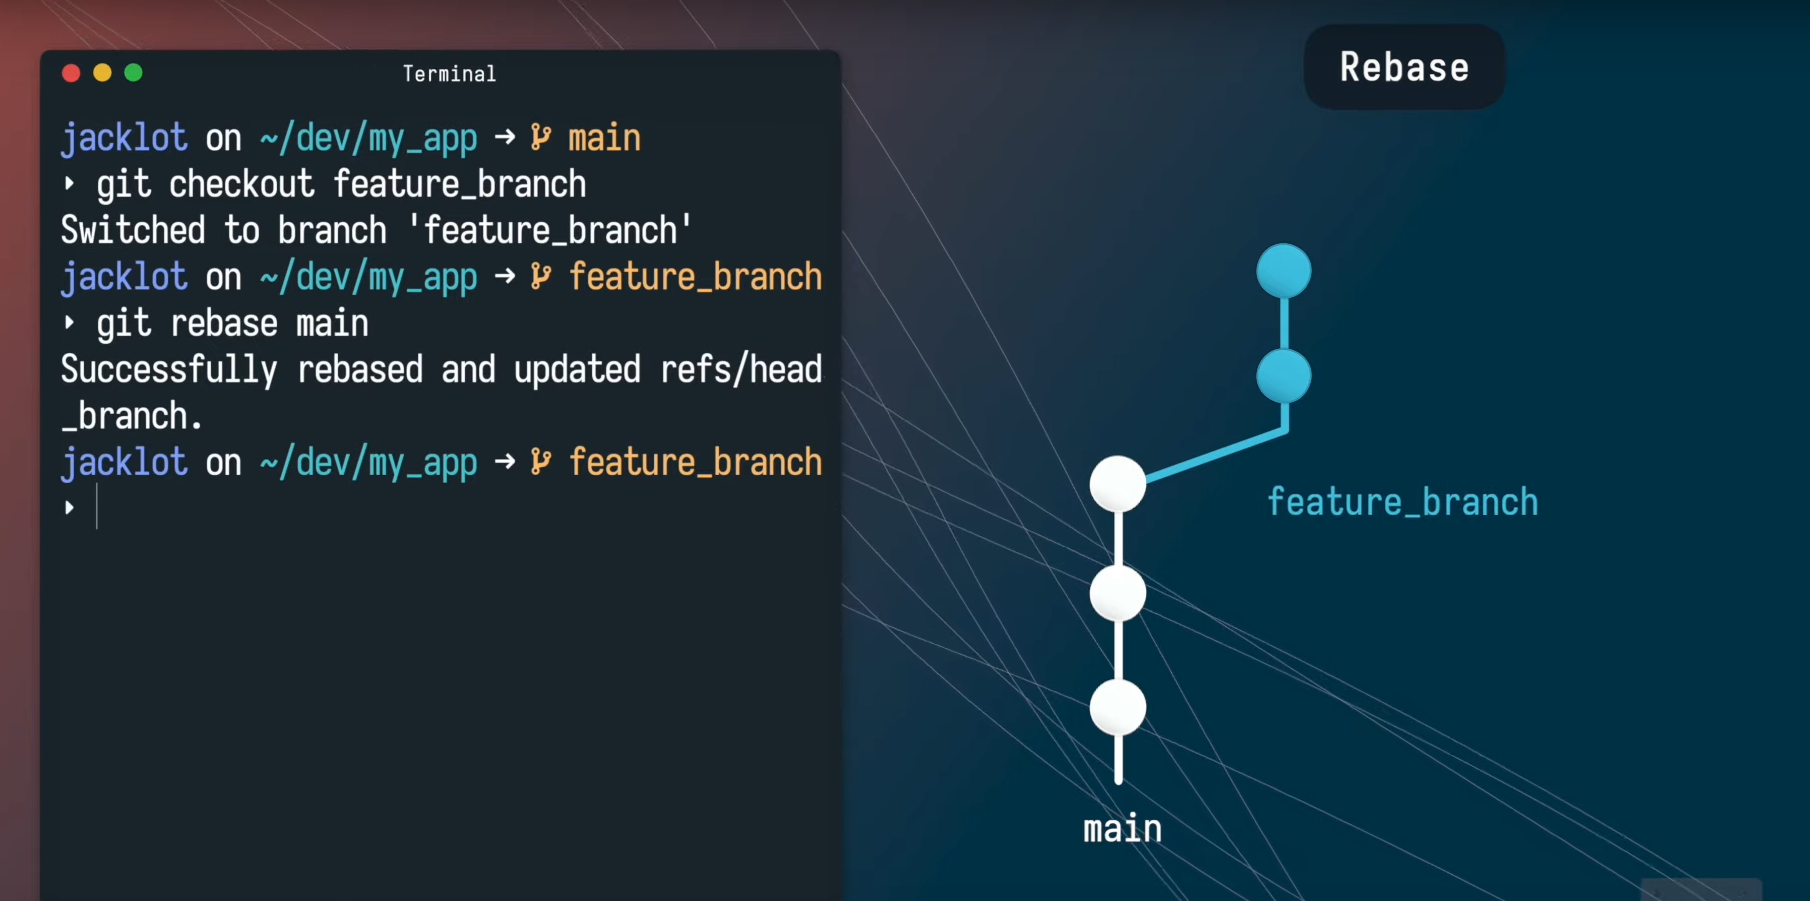 Terminal
jacklot on ~/dev/my_app → main
‣ git checkout feature_branch
Switched to branch 'feature_branch'
jacklot on ~/dev/my_app → feature_branch
‣ git rebase main
Successfully rebased and updated refs/head
_branch.
jacklot on ~/dev/my_app → feature_branch
‣
Rebase
feature_branch
main